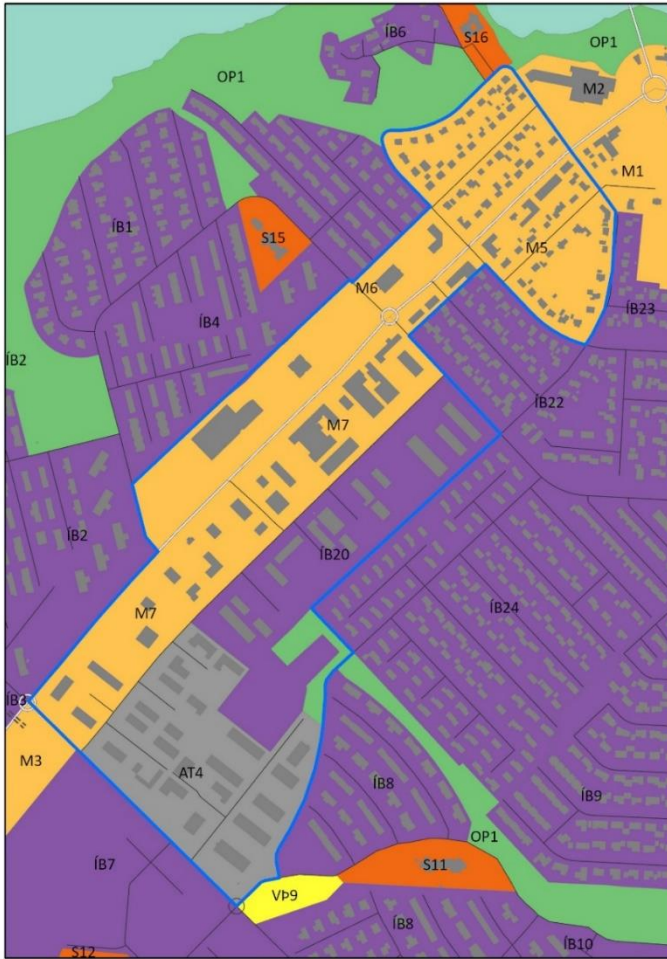 ÍB6
S16
OP1
OP1
M2
M1
ÍB1
S15
M5
M6
ÍB4
ÍB23
ÍB2
ÍB22
M7
ÍB2
ÍB20
ÍB24
M7
ÍB3
M3
AT4
ÍB8
ÍB9
OP1
ÍB7
S11
VÞ9
ÍB8
ÍB10
S12